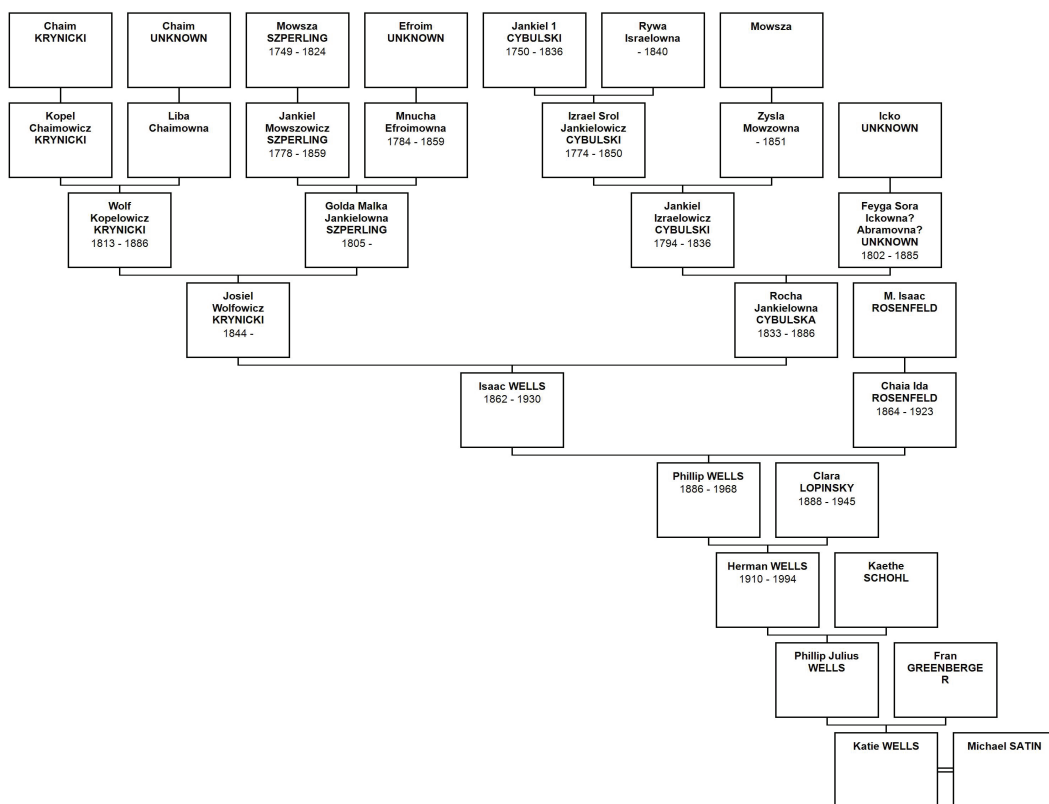 Chaim
KRYNICKI
Chaim
UNKNOWN
Mowsza
SZPERLING
1749 - 1824
Efroim
UNKNOWN
Jankiel 1
CYBULSKI
1750 - 1836
Rywa
Israelowna
- 1840
Mowsza
Kopel
Chaimowicz
KRYNICKI
Liba
Chaimowna
Jankiel
Mowszowicz
SZPERLING
1778 - 1859
Mnucha
Efroimowna
1784 - 1859
Izrael Srol
Jankielowicz
CYBULSKI
1774 - 1850
Zysla
Mowzowna
- 1851
Icko
UNKNOWN
Wolf
Kopelowicz
KRYNICKI
1813 - 1886
Golda Malka
Jankielowna
SZPERLING
1805 -
Jankiel
Izraelowicz
CYBULSKI
1794 - 1836
Feyga Sora
Ickowna?
Abramovna?
UNKNOWN
1802 - 1885
Josiel
Wolfowicz
KRYNICKI
1844 -
Rocha
Jankielowna
CYBULSKA
1833 - 1886
M. Isaac
ROSENFELD
Isaac WELLS
1862 - 1930
Chaia Ida
ROSENFELD
1864 - 1923
Phillip WELLS
1886 - 1968
Clara
LOPINSKY
1888 - 1945
Herman WELLS
1910 - 1994
Kaethe
SCHOHL
Phillip Julius
WELLS
Fran
GREENBERGE
R
Katie WELLS
Michael SATIN